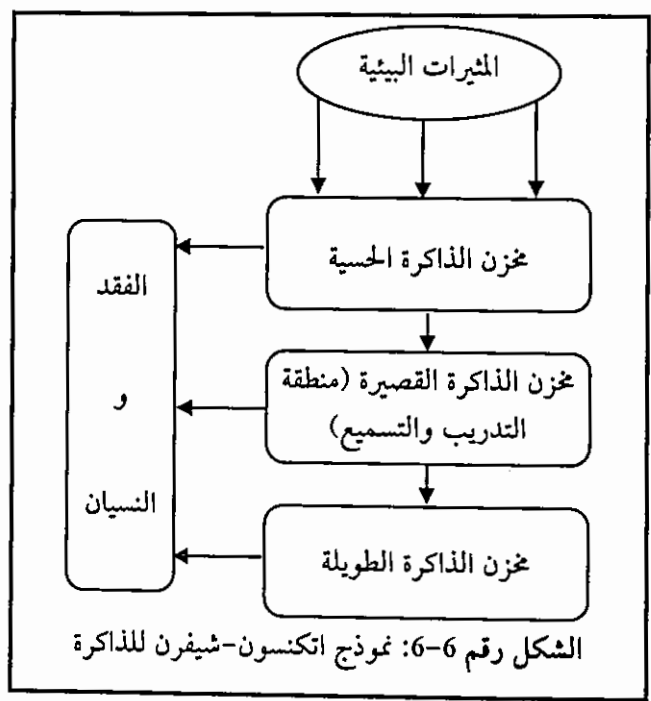 المثيرات البيئية
مخزن الذاكرة الحسية
مخزن الذاكرة القصيرة (منطقة
التدريب والتسميع)
مخزن الذاكرة الطويلة
الفقد
و
النسيان
الشكل رقم 6-6: نموذج اتكنسون-شيفرن للذاكرة